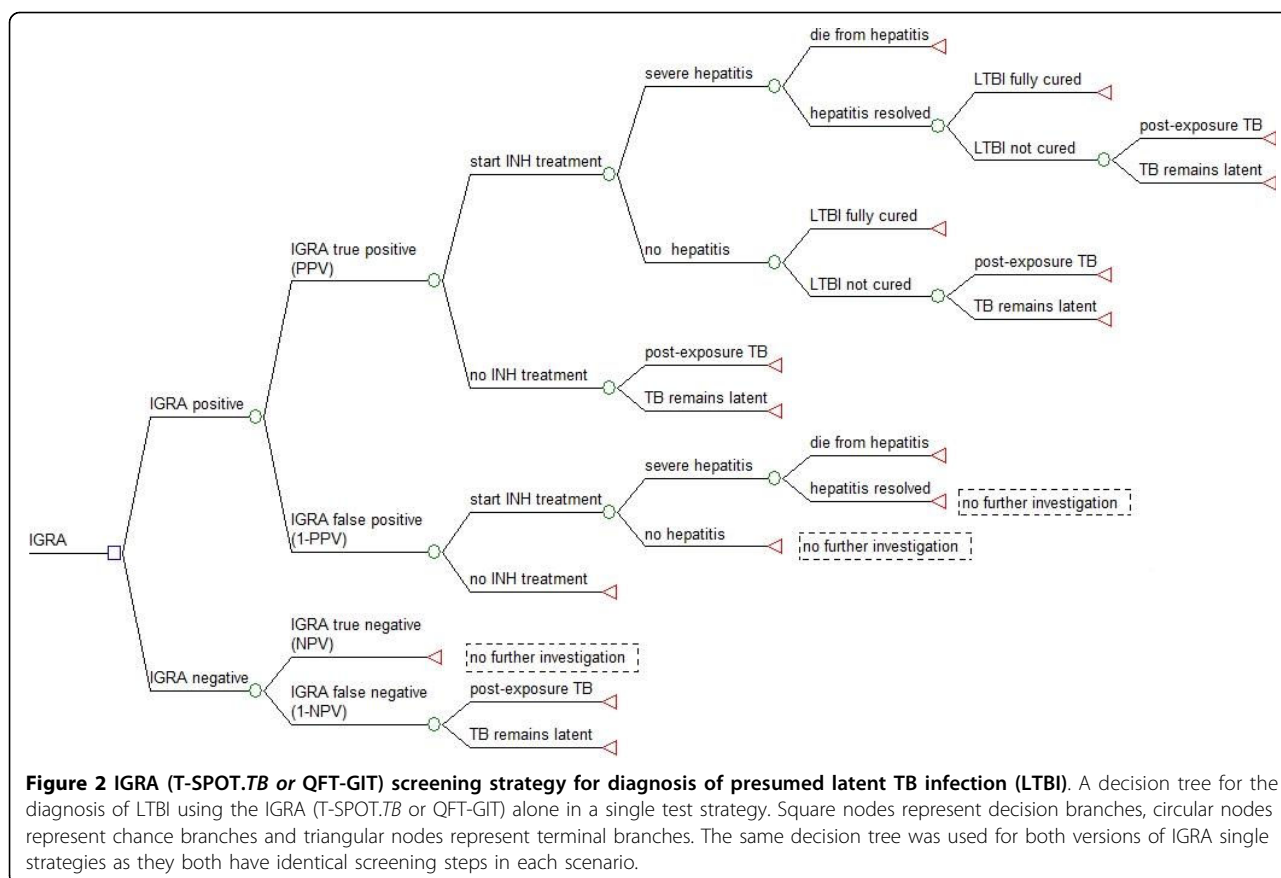 die from hepatitis
severe hepatitis
LTBI fully cured
hepatitis resolved
post-exposure TB
LTBI not cured
start INH treatment
TB remains latent
LTBI fully cured
IGRA true positive
(PPV)
no hepatitis
post-exposure TB
LTBI not cured
TB remains latent
post-exposure TB
no INH treatment
TB remains latent
IGRA positive
die from hepatitis
severe hepatitis
hepatitis resolved
no further investigation
start INH treatment
IGRA false positive
(1-PPV)
no hepatitis
no further investigation
IGRA
no INH treatment
IGRA true negative
(NPV)
no further investigation
IGRA negative
IGRA false negative
(1-NPV)
post-exposure TB
TB remains latent
Figure 2 IGRA (T-SPOT.TB or QFT-GIT) screening strategy for diagnosis of presumed latent TB infection (LTBI). A decision tree for the
diagnosis of LTBI using the IGRA (T-SPOT.TB or QFT-GIT) alone in a single test strategy. Square nodes represent decision branches, circular nodes
represent chance branches and triangular nodes represent terminal branches. The same decision tree was used for both versions of IGRA single
strategies as they both have identical screening steps in each scenario.